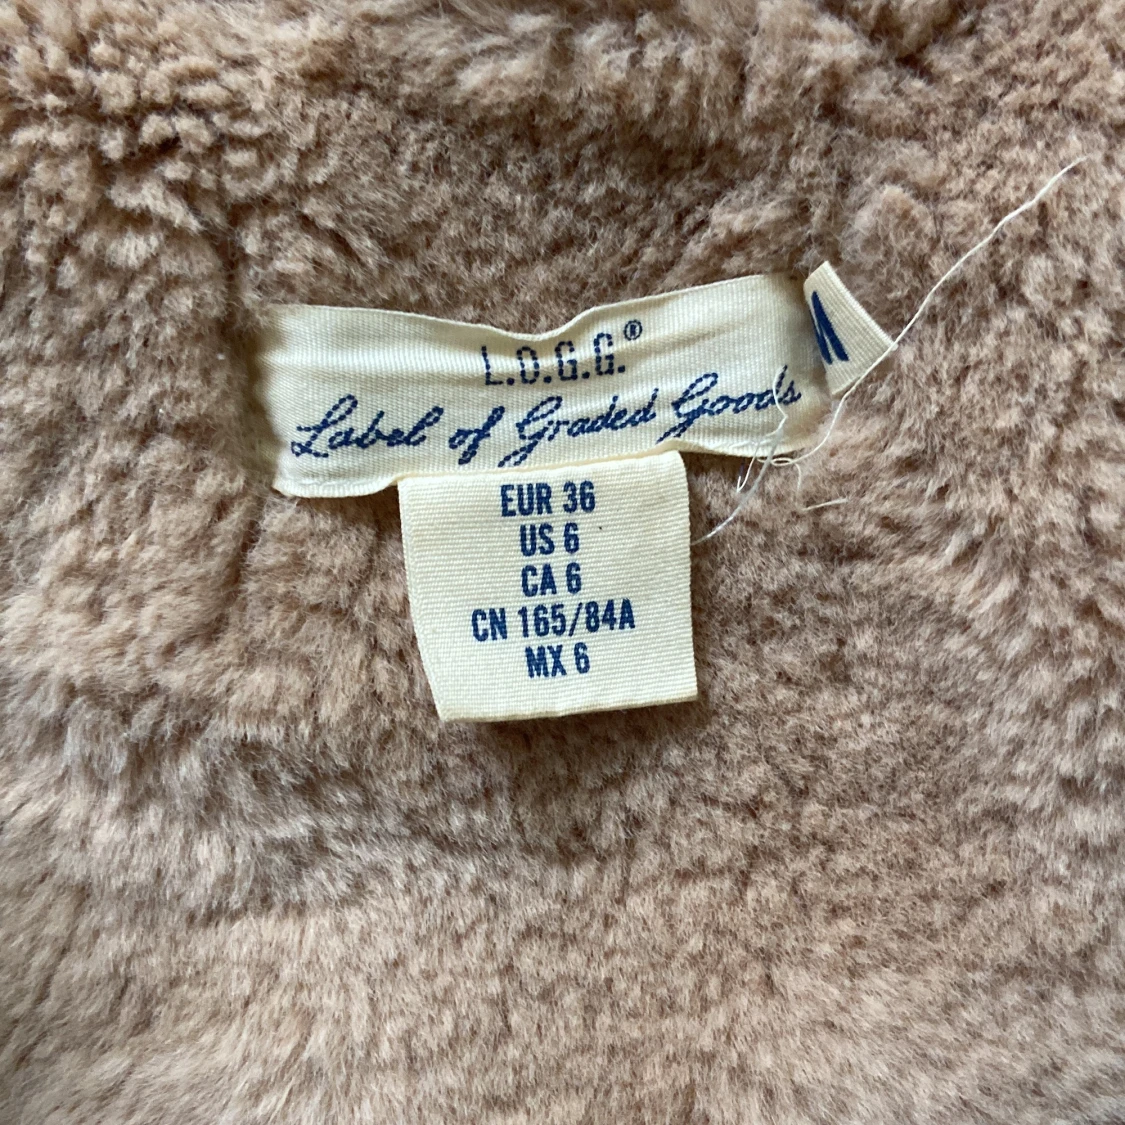 L.O.G.G.®
Label of Graded Goods
M
EUR 36
US 6
CA 6
CN 165/84A
MX 6